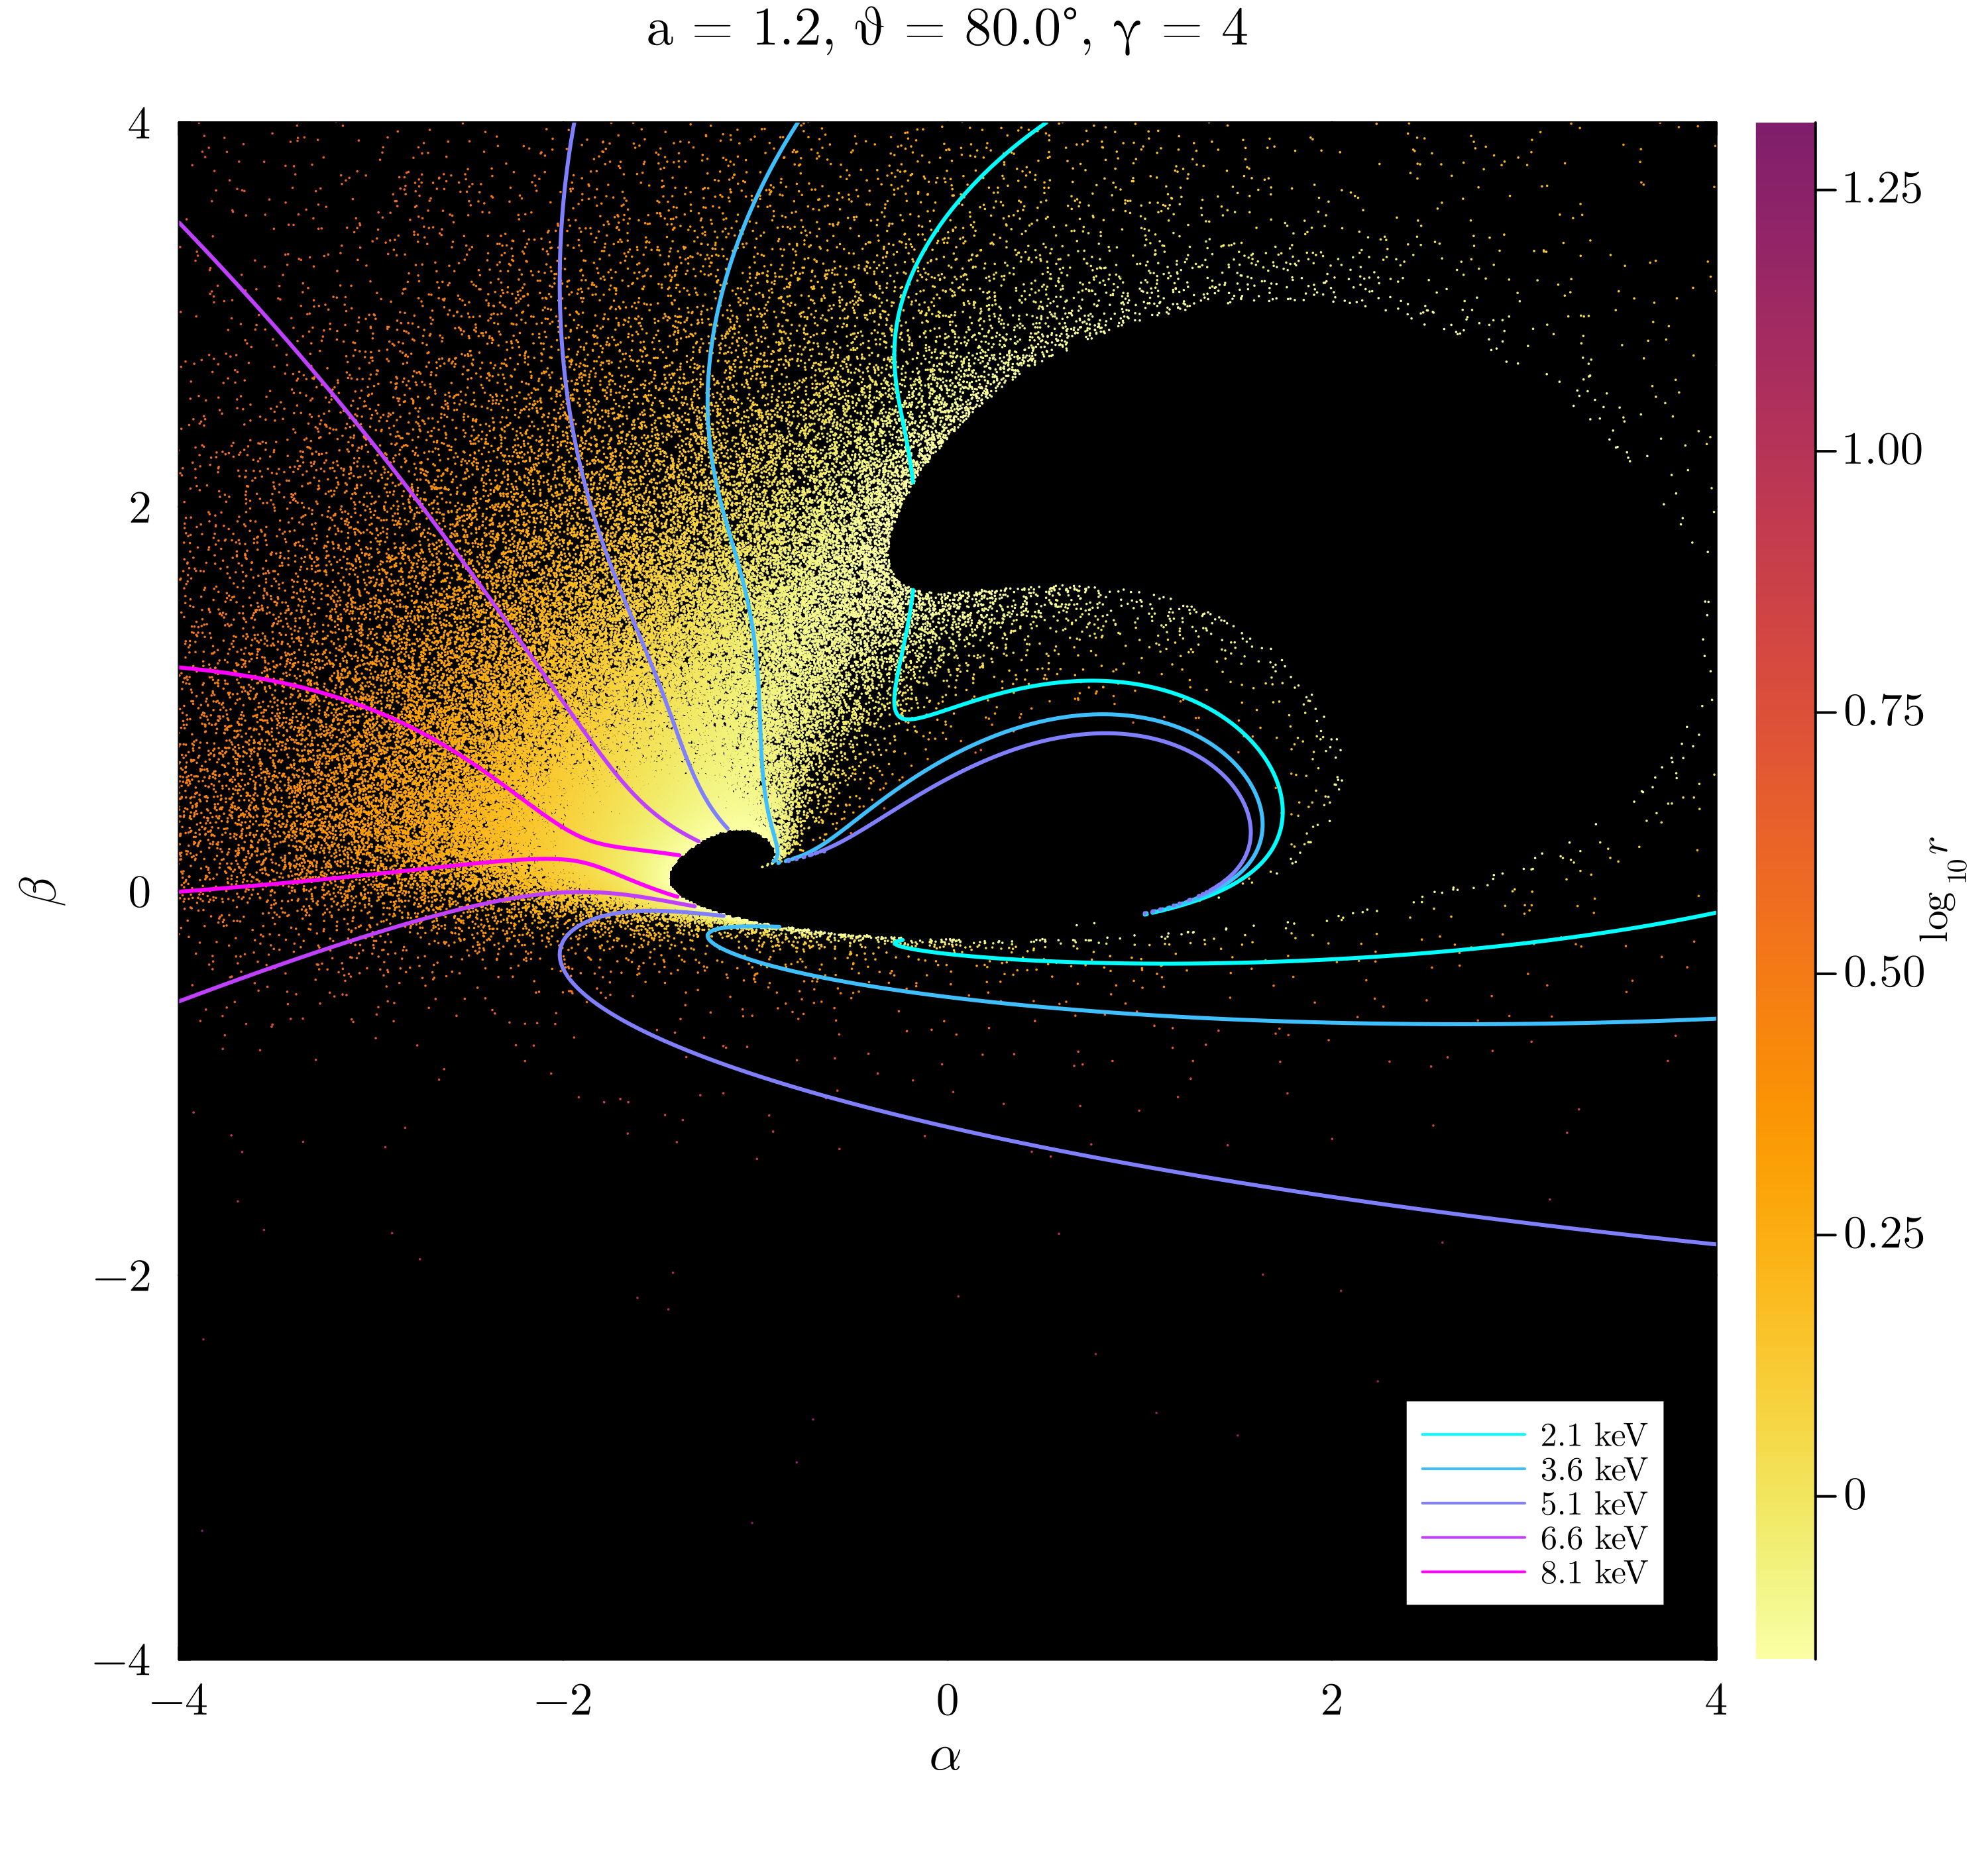 a = 1.2, ϑ = 80.0°, γ = 4
4
2
0
−2
−4
β
−4
−2
0
2
4
α
1.25
1.00
0.75
0.50
0.25
0
log₁₀ r
2.1 keV
3.6 keV
5.1 keV
6.6 keV
8.1 keV